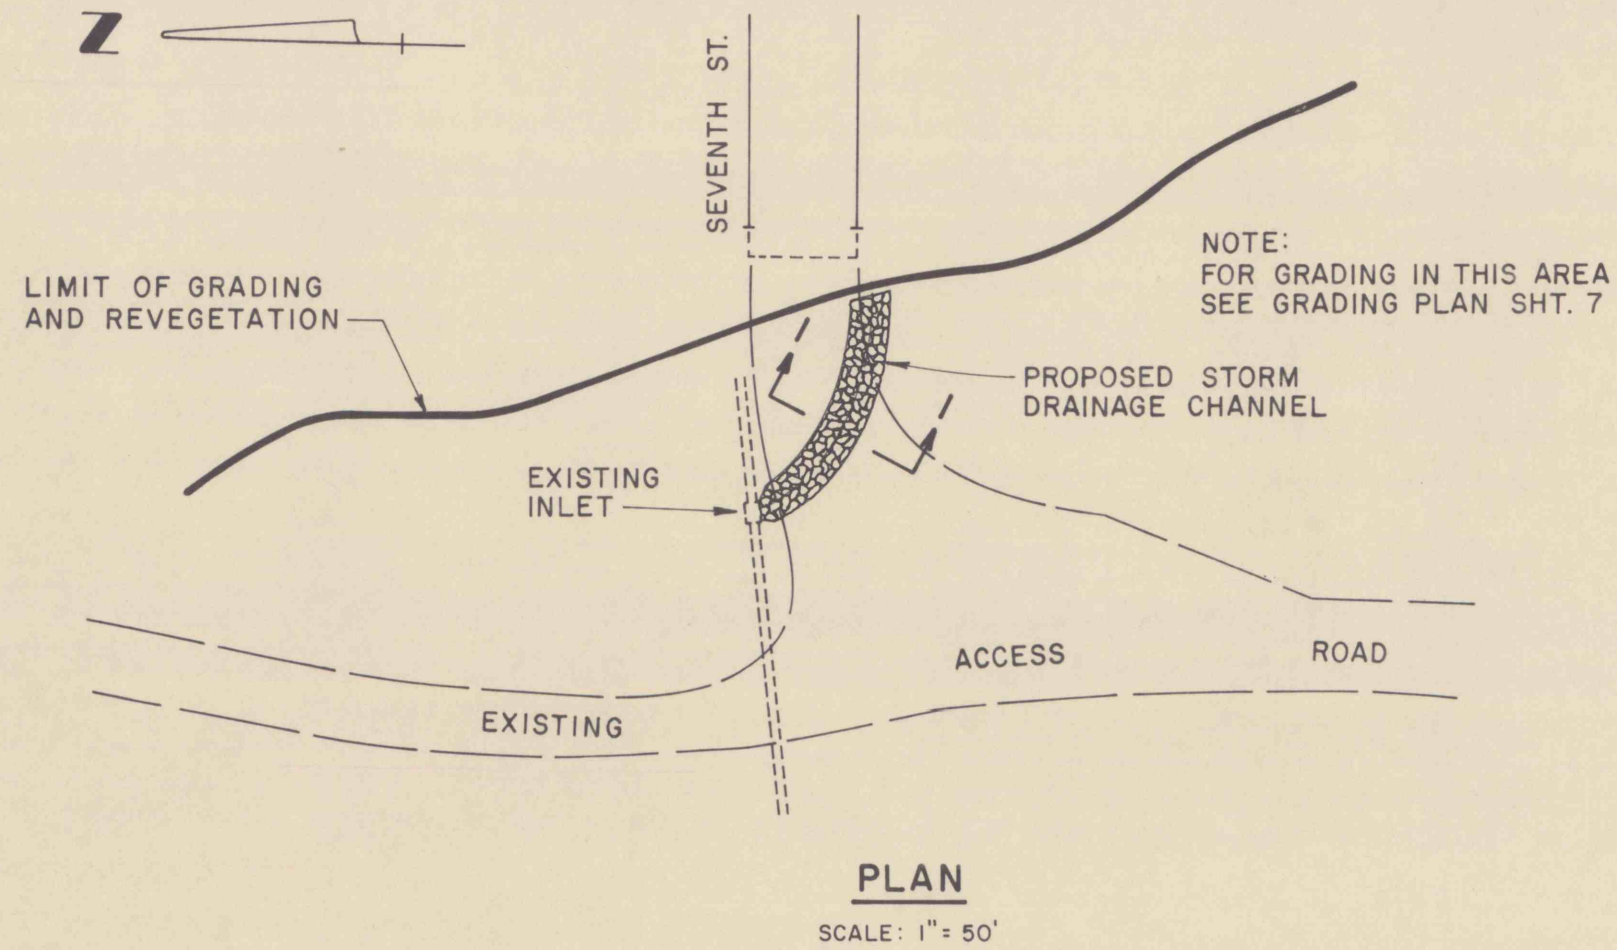 N
SEVENTH ST.
LIMIT OF GRADING
AND REVEGETATION
NOTE:
FOR GRADING IN THIS AREA
SEE GRADING PLAN SHT. 7
PROPOSED STORM
DRAINAGE CHANNEL
EXISTING
INLET
ACCESS ROAD
EXISTING
PLAN
SCALE: 1" = 50'